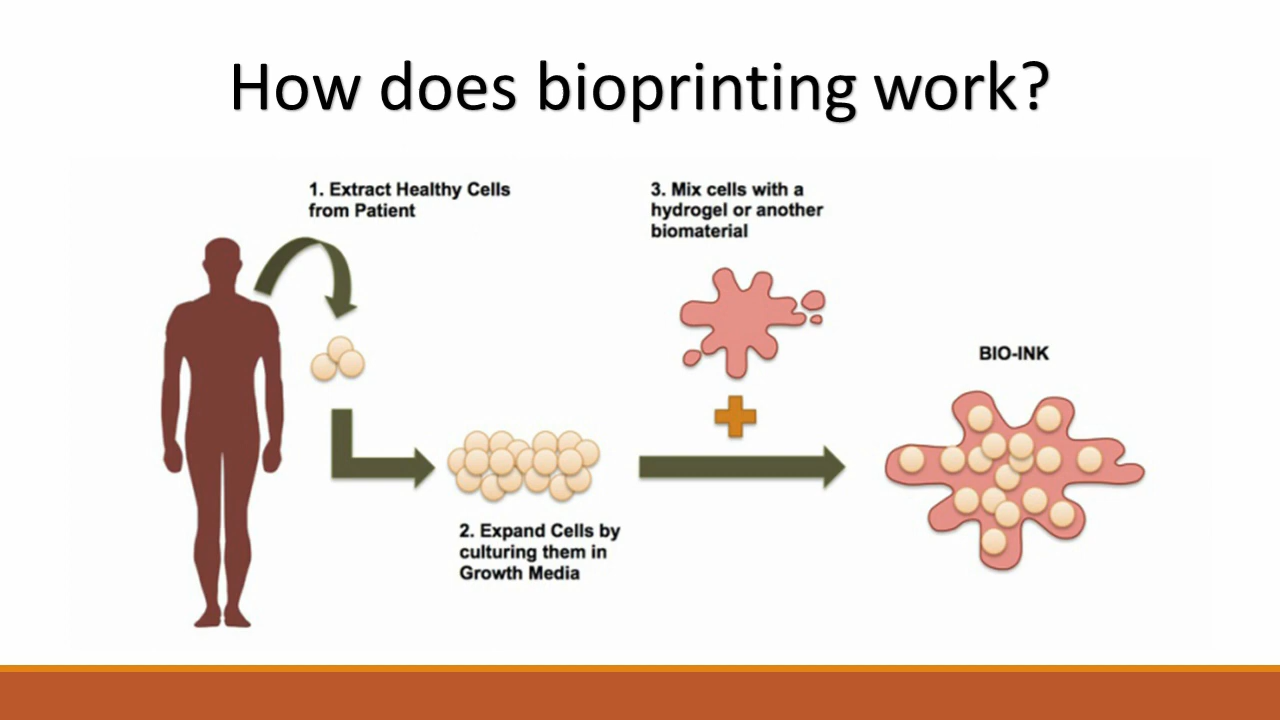 How does bioprinting work?
1. Extract Healthy Cells
from Patient
3. Mix cells with a
hydrogel or another
biomaterial
BIO-INK
2. Expand Cells by
culturing them in
Growth Media